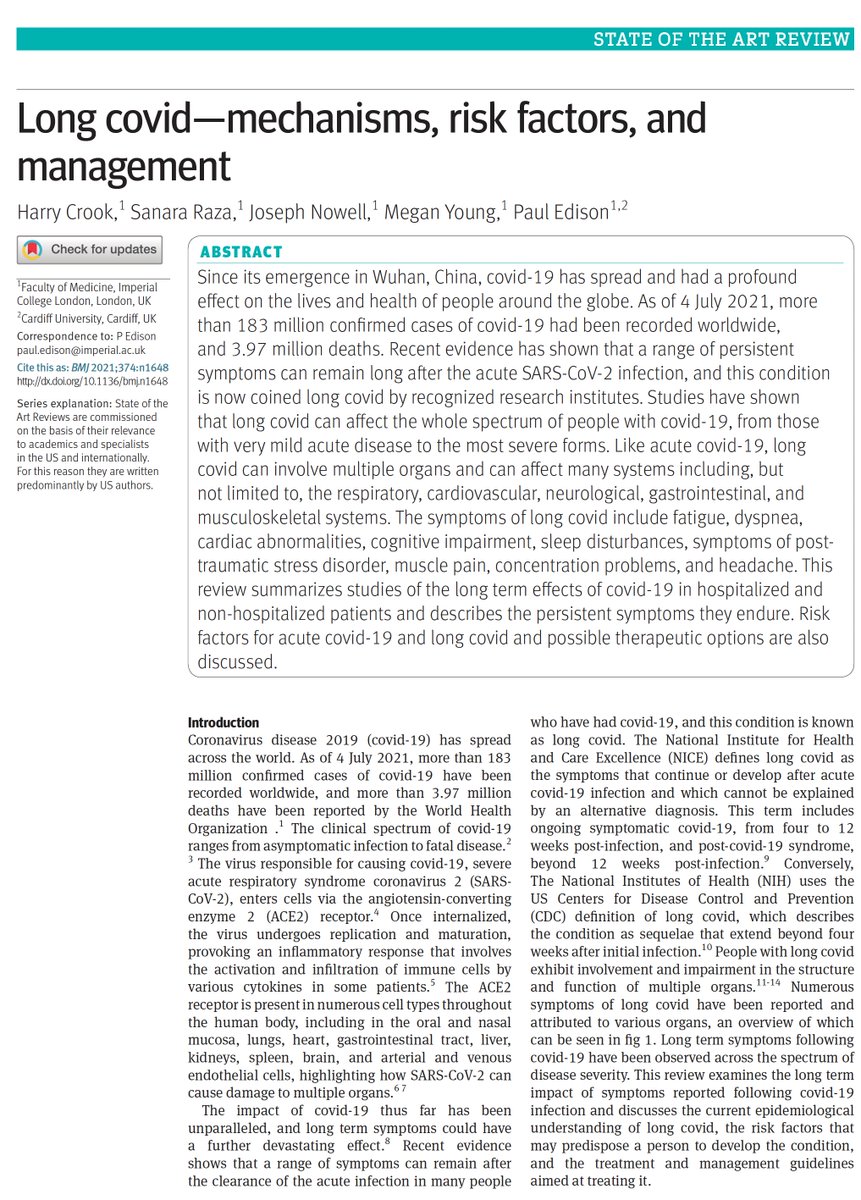 STATE OF THE ART REVIEW
Long covid—mechanisms, risk factors, and
management
Harry Crook,1 Sanara Raza,1 Joseph Nowell,1 Megan Young,1 Paul Edison1,2
Check for updates
1Faculty of Medicine, Imperial
College London, London, UK
2Cardiff University, Cardiff, UK
Correspondence to: P Edison
paul.edison@imperial.ac.uk
Cite this as: BMJ 2021;374:n1648
http://dx.doi.org/10.1136/bmj.n1648
Series explanation: State of the
Art Reviews are commissioned
on the basis of their relevance
to academics and specialists
in the US and internationally.
For this reason they are written
predominantly by US authors.
ABSTRACT
Since its emergence in Wuhan, China, covid-19 has spread and had a profound
effect on the lives and health of people around the globe. As of 4 July 2021, more
than 183 million confirmed cases of covid-19 had been recorded worldwide,
and 3.97 million deaths. Recent evidence has shown that a range of persistent
symptoms can remain long after the acute SARS-CoV-2 infection, and this condition
is now coined long covid by recognized research institutes. Studies have shown
that long covid can affect the whole spectrum of people with covid-19, from those
with very mild acute disease to the most severe forms. Like acute covid-19, long
covid can involve multiple organs and can affect many systems including, but
not limited to, the respiratory, cardiovascular, neurological, gastrointestinal, and
musculoskeletal systems. The symptoms of long covid include fatigue, dyspnea,
cardiac abnormalities, cognitive impairment, sleep disturbances, symptoms of post-
traumatic stress disorder, muscle pain, concentration problems, and headache. This
review summarizes studies of the long term effects of covid-19 in hospitalized and
non-hospitalized patients and describes the persistent symptoms they endure. Risk
factors for acute covid-19 and long covid and possible therapeutic options are also
discussed.
Introduction
Coronavirus disease 2019 (covid-19) has spread
across the world. As of 4 July 2021, more than 183
million confirmed cases of covid-19 have been
recorded worldwide, and more than 3.97 million
deaths have been reported by the World Health
Organization .1 The clinical spectrum of covid-19
ranges from asymptomatic infection to fatal disease.2
3 The virus responsible for causing covid-19, severe
acute respiratory syndrome coronavirus 2 (SARS-
CoV-2), enters cells via the angiotensin-converting
enzyme 2 (ACE2) receptor.4 Once internalized,
the virus undergoes replication and maturation,
provoking an inflammatory response that involves
the activation and infiltration of immune cells by
various cytokines in some patients.5 The ACE2
receptor is present in numerous cell types throughout
the human body, including in the oral and nasal
mucosa, lungs, heart, gastrointestinal tract, liver,
kidneys, spleen, brain, and arterial and venous
endothelial cells, highlighting how SARS-CoV-2 can
cause damage to multiple organs.6 7
The impact of covid-19 thus far has been
unparalleled, and long term symptoms could have
a further devastating effect.8 Recent evidence
shows that a range of symptoms can remain after
the clearance of the acute infection in many people
who have had covid-19, and this condition is known
as long covid. The National Institute for Health
and Care Excellence (NICE) defines long covid as
the symptoms that continue or develop after acute
covid-19 infection and which cannot be explained
by an alternative diagnosis. This term includes
ongoing symptomatic covid-19, from four to 12
weeks post-infection, and post-covid-19 syndrome,
beyond 12 weeks post-infection.9 Conversely,
The National Institutes of Health (NIH) uses the
US Centers for Disease Control and Prevention
(CDC) definition of long covid, which describes
the condition as sequelae that extend beyond four
weeks after initial infection.10 People with long covid
exhibit involvement and impairment in the structure
and function of multiple organs.11-14 Numerous
symptoms of long covid have been reported and
attributed to various organs, an overview of which
can be seen in fig 1. Long term symptoms following
covid-19 have been observed across the spectrum of
disease severity. This review examines the long term
impact of symptoms reported following covid-19
infection and discusses the current epidemiological
understanding of long covid, the risk factors that
may predispose a person to develop the condition,
and the treatment and management guidelines
aimed at treating it.